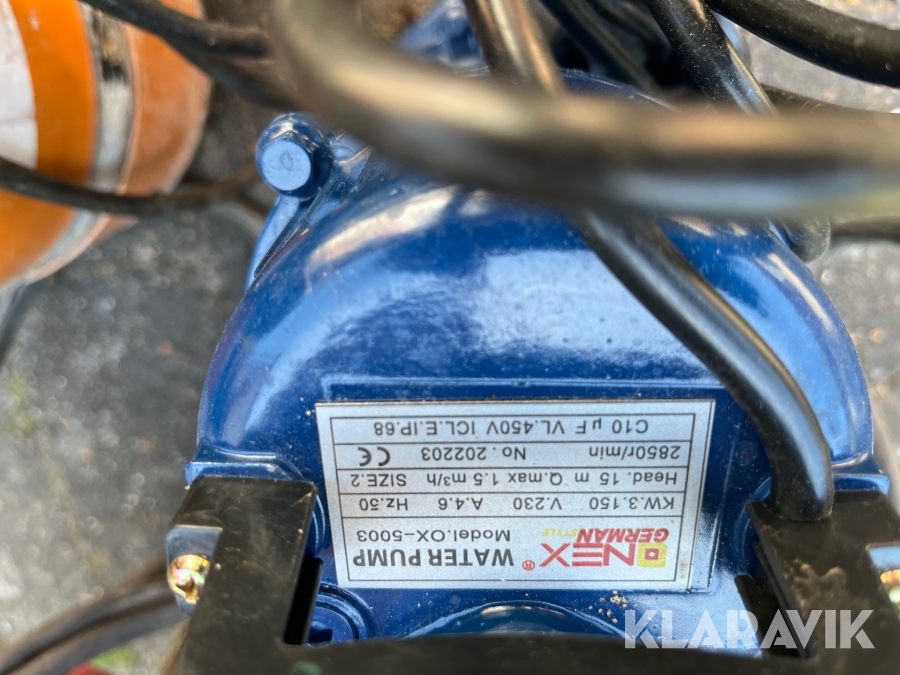 ONEX® WATER PUMP
GERMAN STYLE Model.OX-5003
KW.3.150 V.230 A.4.6 Hz.50
Head. 15 m Q.max 1.5 m³/h SIZE.2
2850r/min No. 202203 CE
C10 µF VL.450V ICL.E.IP.68
KLARAVIK